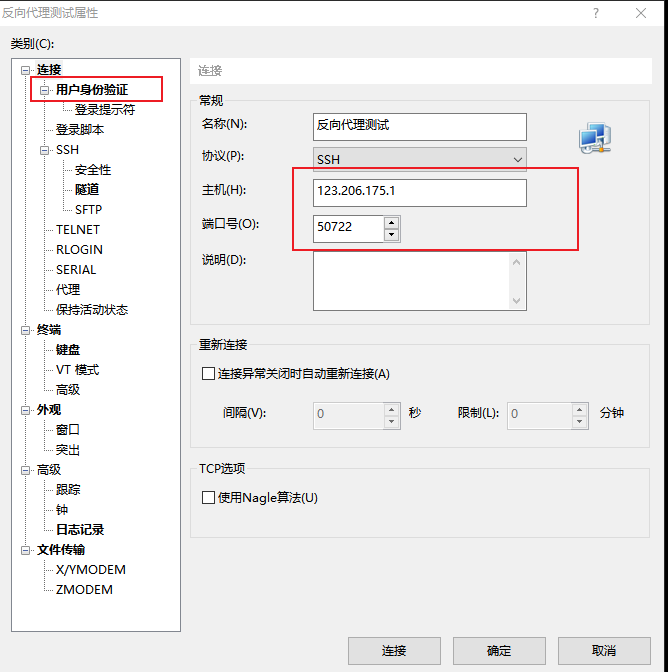 反向代理测试属性
类别(C):
连接
用户身份验证
登录提示符
登录脚本
SSH
安全性
隧道
SFTP
TELNET
RLOGIN
SERIAL
代理
保持活动状态
终端
键盘
VT 模式
高级
外观
窗口
突出
高级
跟踪
钟
日志记录
文件传输
X/YMODEM
ZMODEM
连接
常规
名称(N): 反向代理测试
协议(P): SSH
主机(H): 123.206.175.1
端口号(O): 50722
说明(D):
重新连接
连接异常关闭时自动重新连接(A)
间隔(V): 0 秒 限制(L): 0 分钟
TCP选项
使用Nagle算法(U)
连接 确定 取消